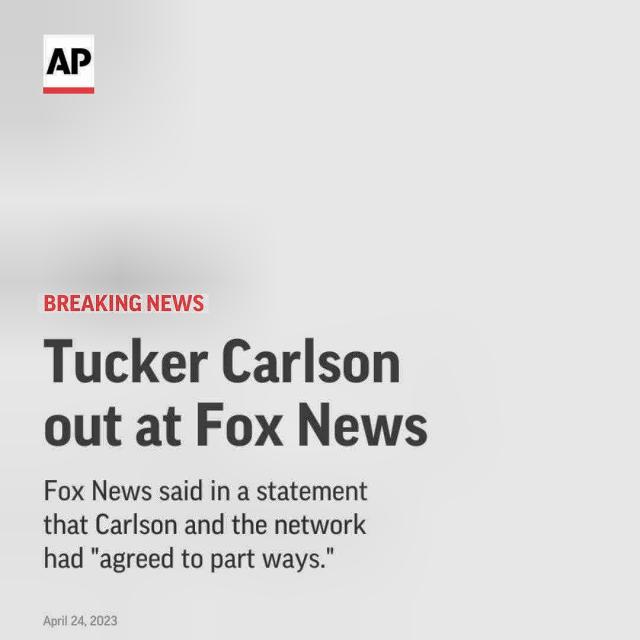 AP
BREAKING NEWS
Tucker Carlson
out at Fox News
Fox News said in a statement
that Carlson and the network
had "agreed to part ways."
April 24, 2023